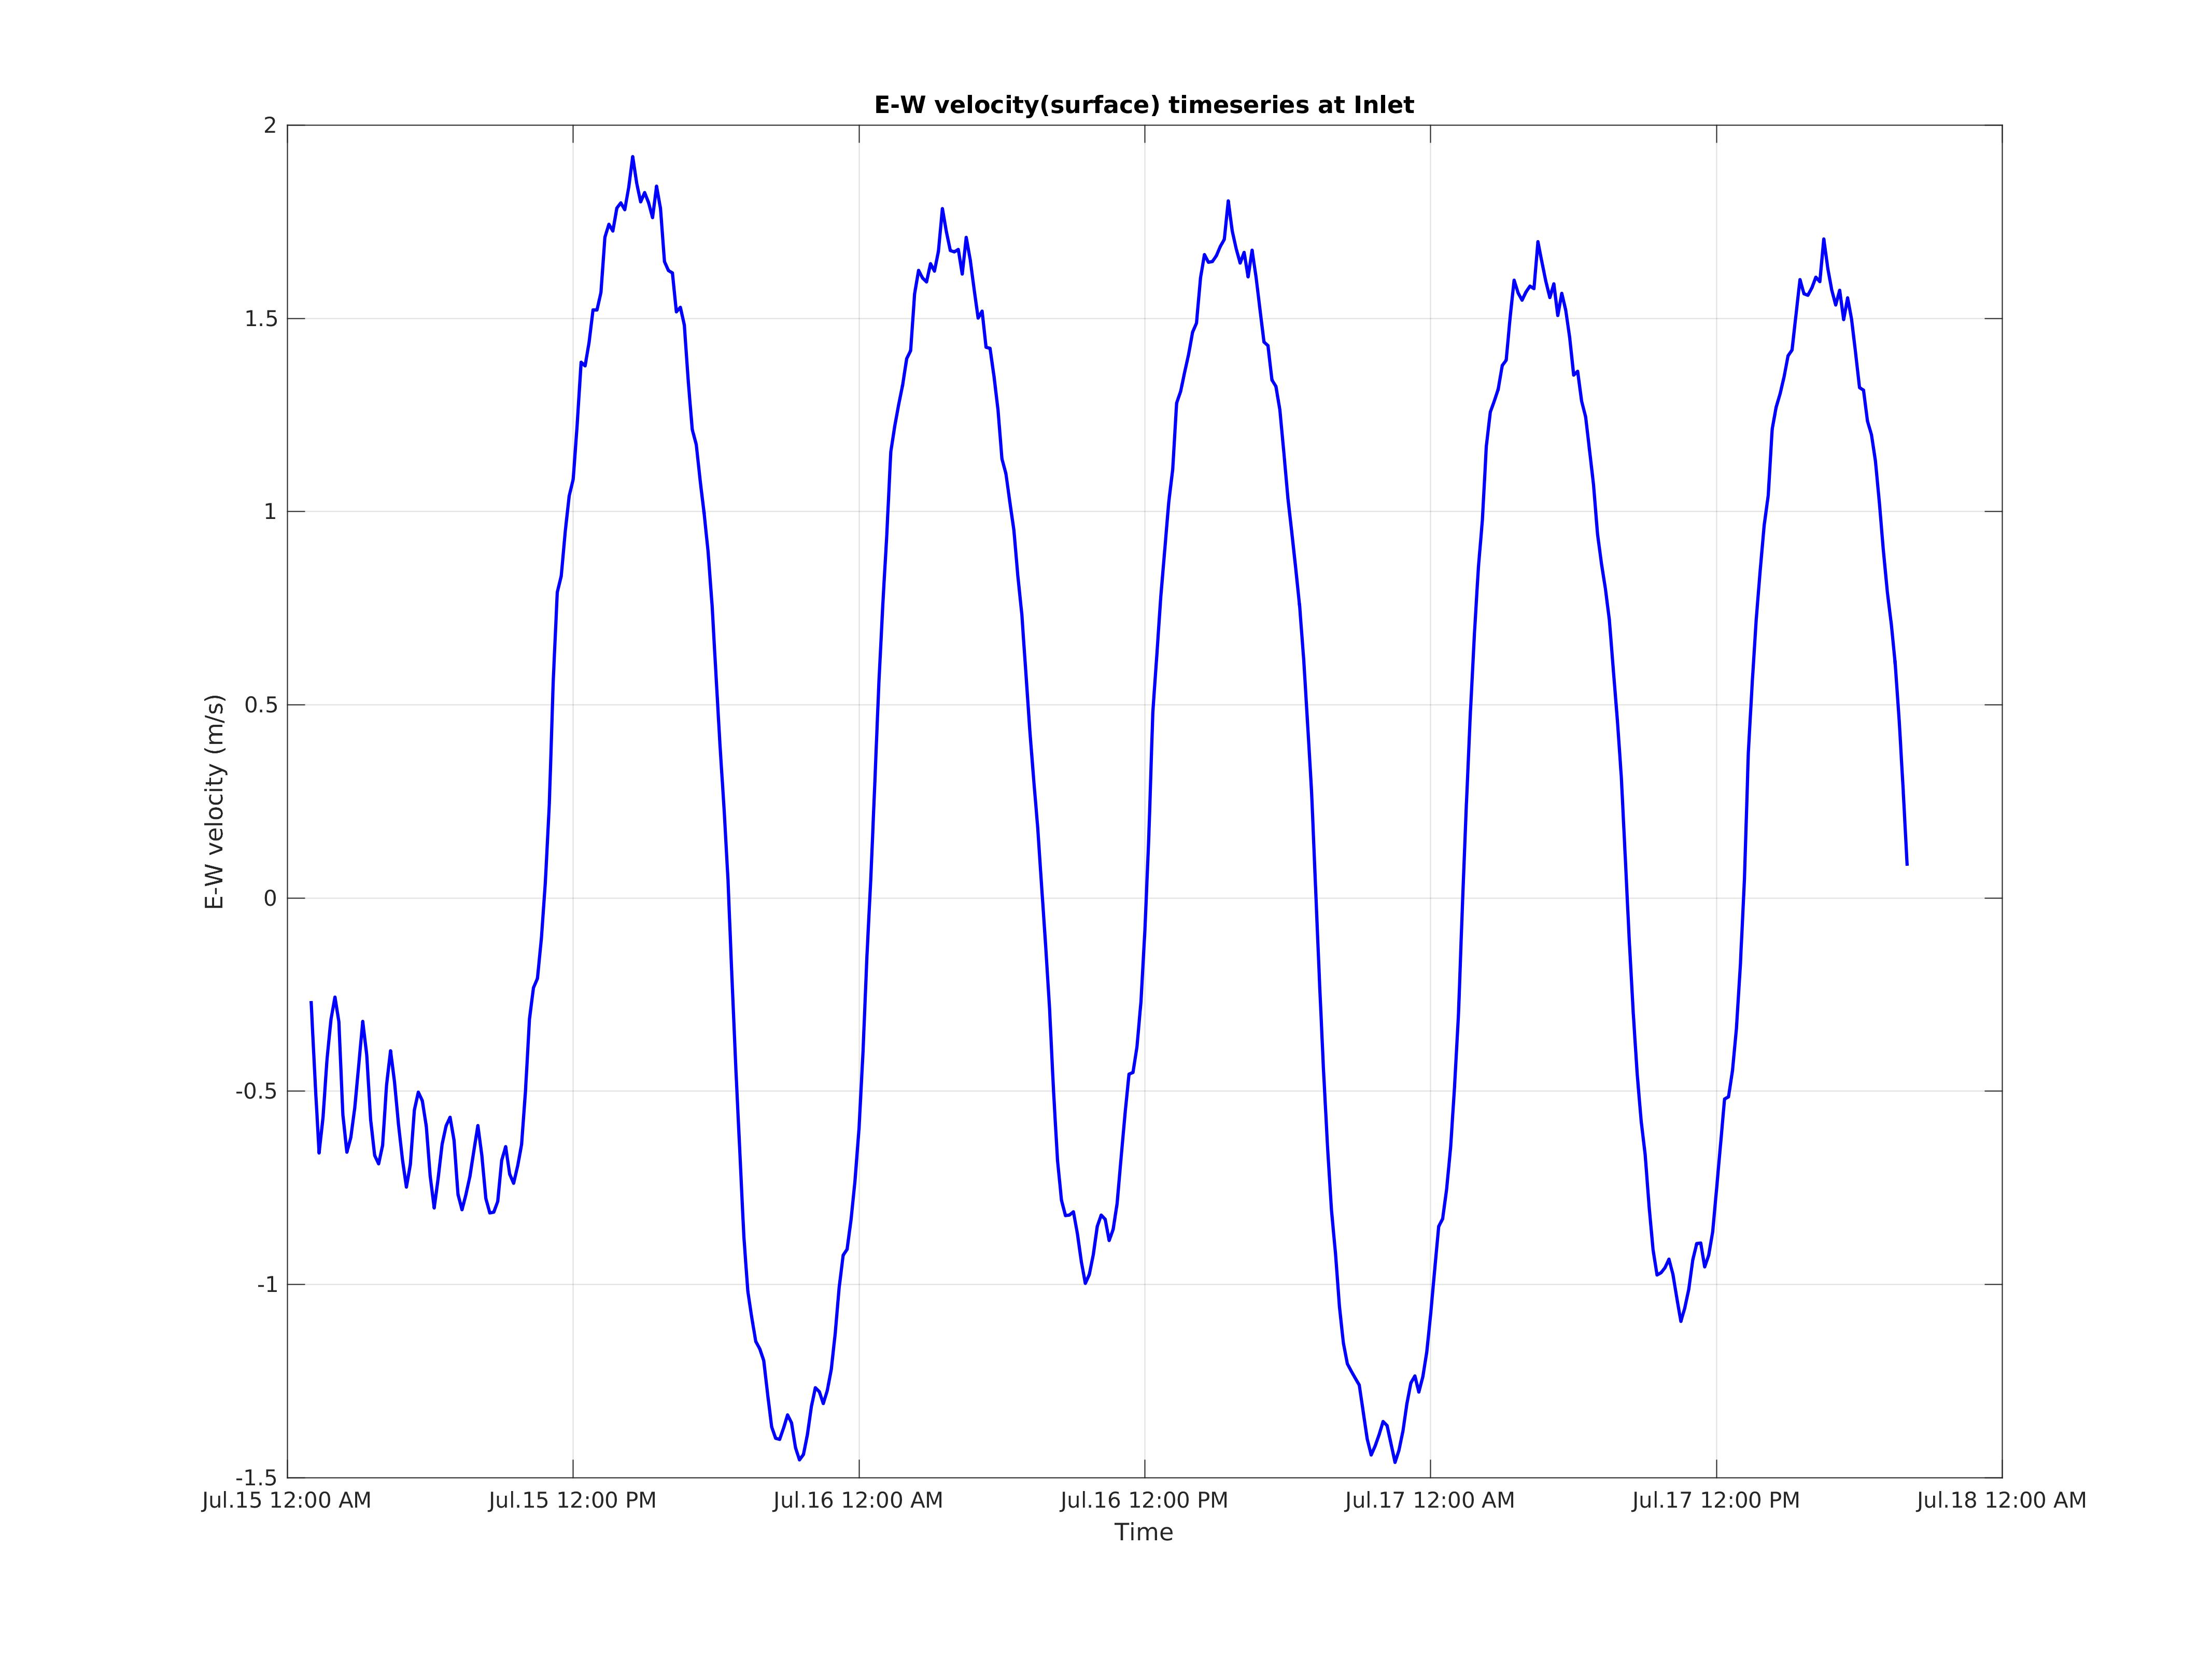 E-W velocity(surface) timeseries at Inlet
2
1.5
1
0.5
0
-0.5
-1
-1.5
E-W velocity (m/s)
Jul.15 12:00 AM
Jul.15 12:00 PM
Jul.16 12:00 AM
Jul.16 12:00 PM
Jul.17 12:00 AM
Jul.17 12:00 PM
Jul.18 12:00 AM
Time